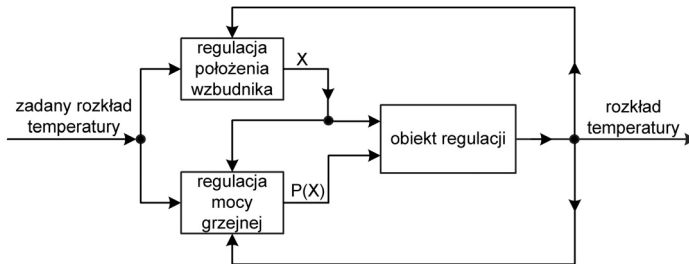 regulacja
położenia
wzbudnika
X
zadany rozkład
temperatury
obiekt regulacji
rozkład
temperatury
regulacja
mocy
grzejnej
P(X)